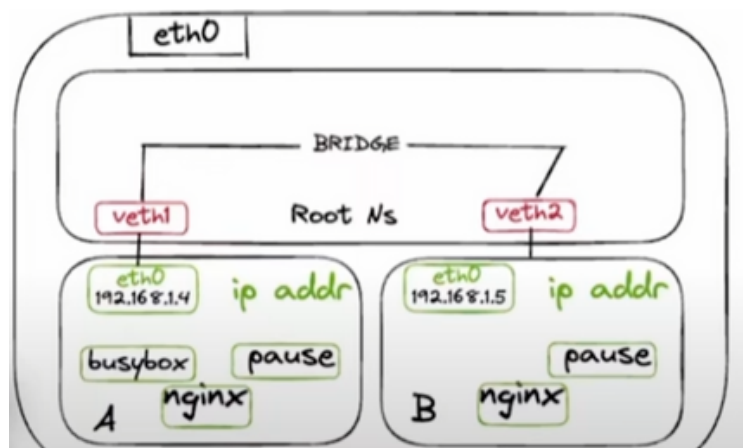 eth0
BRIDGE
veth1 Root Ns veth2
eth0
192.168.1.4
ip addr
eth0
192.168.1.5
ip addr
busybox
pause
nginx
A
pause
nginx
B